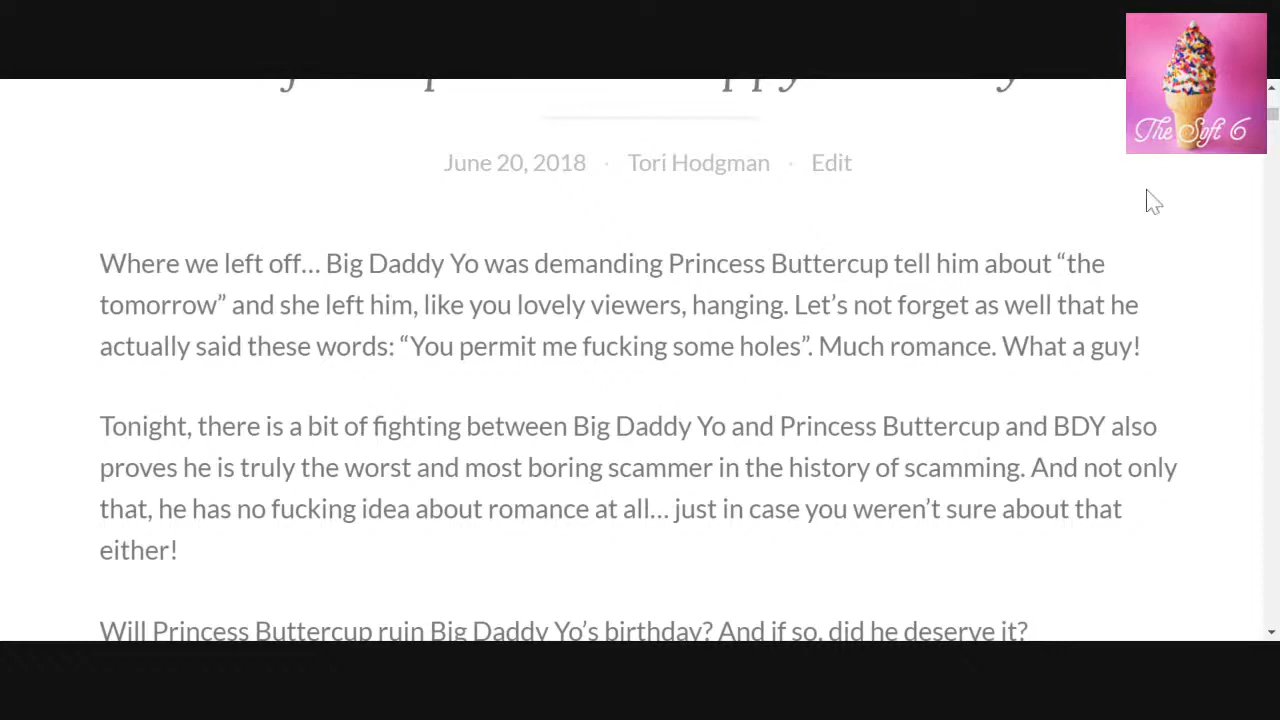 The Soft 6
June 20, 2018 · Tori Hodgman · Edit
Where we left off… Big Daddy Yo was demanding Princess Buttercup tell him about “the
tomorrow” and she left him, like you lovely viewers, hanging. Let’s not forget as well that he
actually said these words: “You permit me fucking some holes”. Much romance. What a guy!
Tonight, there is a bit of fighting between Big Daddy Yo and Princess Buttercup and BDY also
proves he is truly the worst and most boring scammer in the history of scamming. And not only
that, he has no fucking idea about romance at all… just in case you weren’t sure about that
either!
Will Princess Buttercup ruin Big Daddy Yo’s birthday? And if so, did he deserve it?